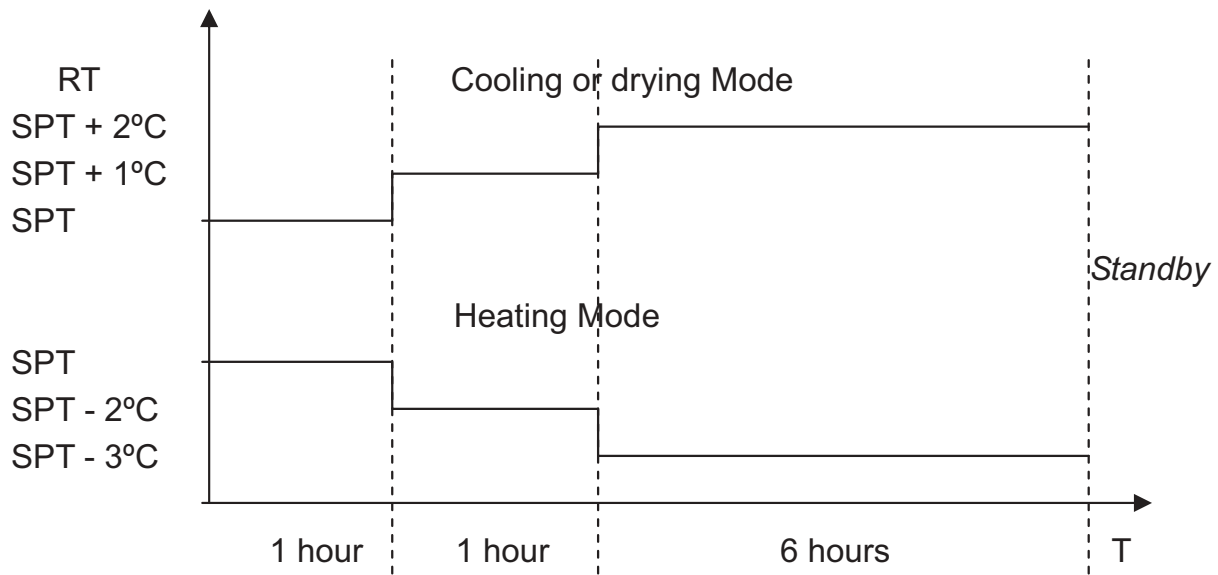 RT
Cooling or drying Mode
SPT + 2ºC
SPT + 1ºC
SPT
Standby
Heating Mode
SPT
SPT - 2ºC
SPT - 3ºC
1 hour 1 hour 6 hours T